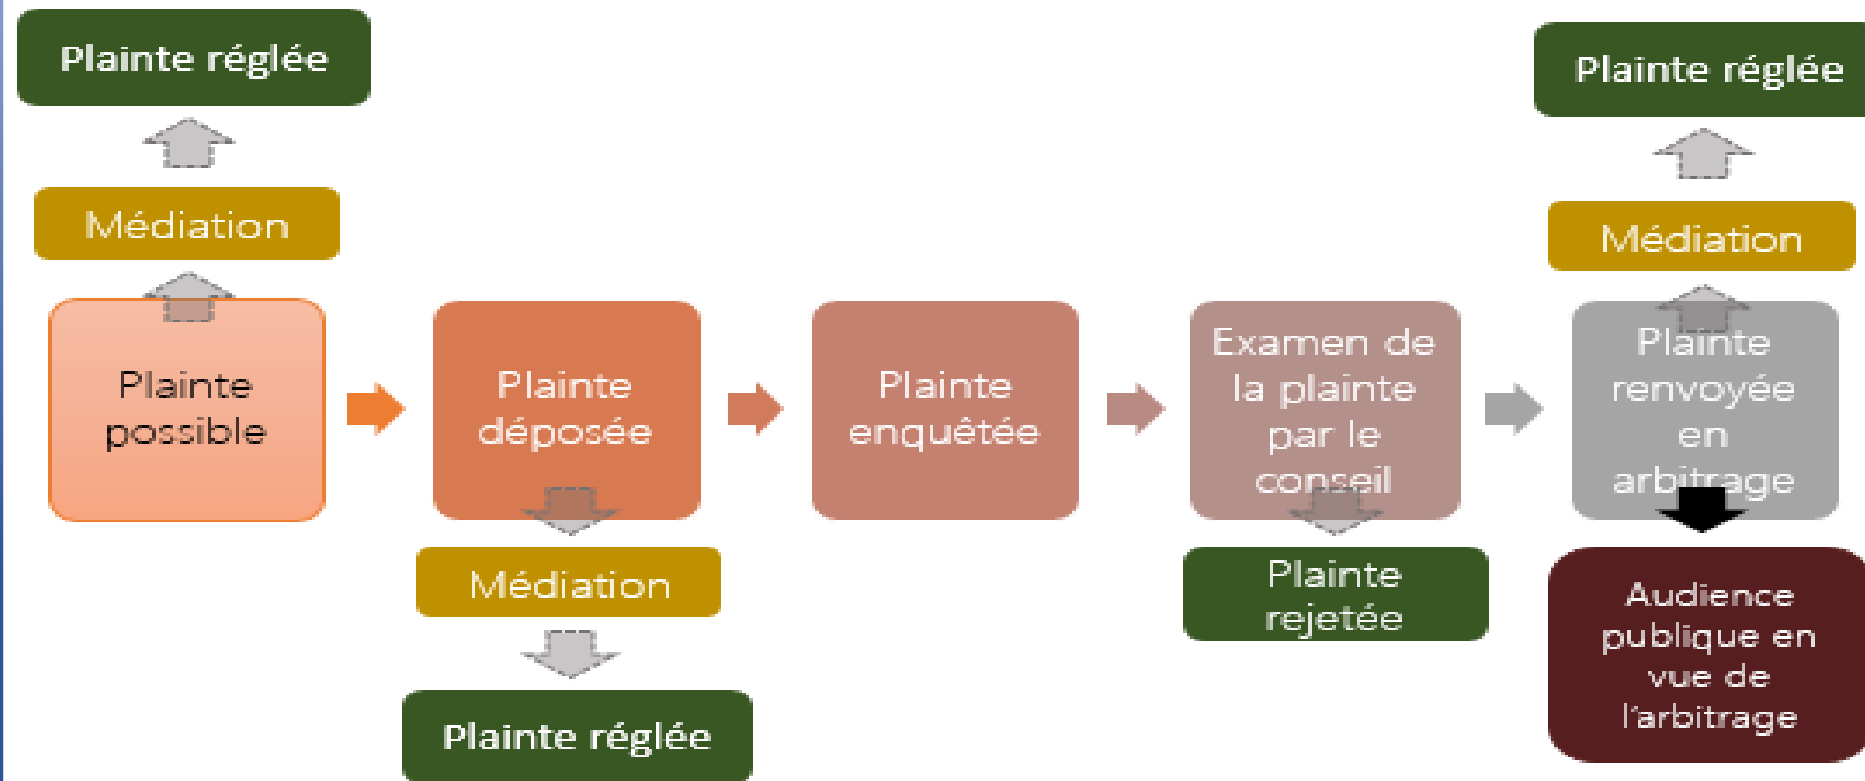 Plainte réglée
Médiation
Plainte
possible
Plainte
déposée
Médiation
Plainte réglée
Plainte
enquêtée
Examen de
la plainte
par le
conseil
Plainte
rejetée
Plainte réglée
Médiation
Plainte
renvoyée
en
arbitrage
Audience
publique en
vue de
l'arbitrage